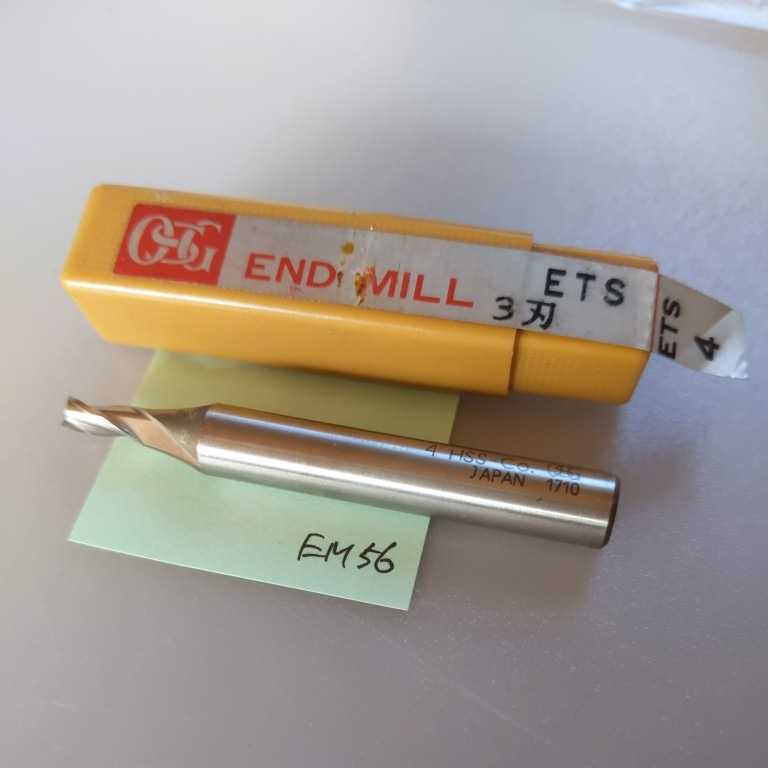 OSG
END MILL
ETS
3刃
ETS
4
4 HSS-Co. OSG
JAPAN 1710
EM56